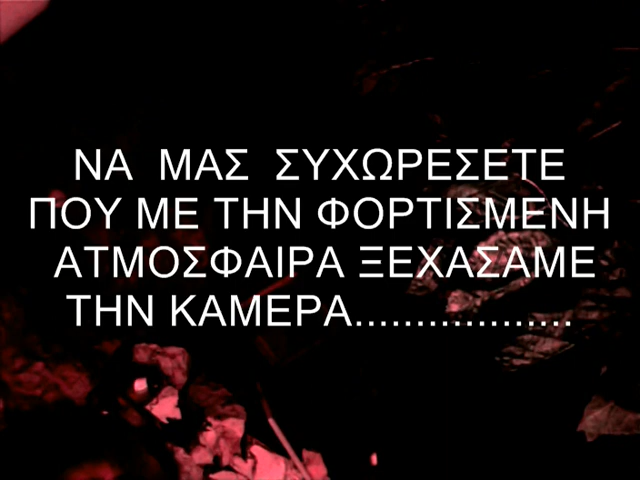 ΝΑ ΜΑΣ ΣΥΧΩΡΕΣΕΤΕ
ΠΟΥ ΜΕ ΤΗΝ ΦΟΡΤΙΣΜΕΝΗ
ΑΤΜΟΣΦΑΙΡΑ ΞΕΧΑΣΑΜΕ
ΤΗΝ ΚΑΜΕΡΑ..................